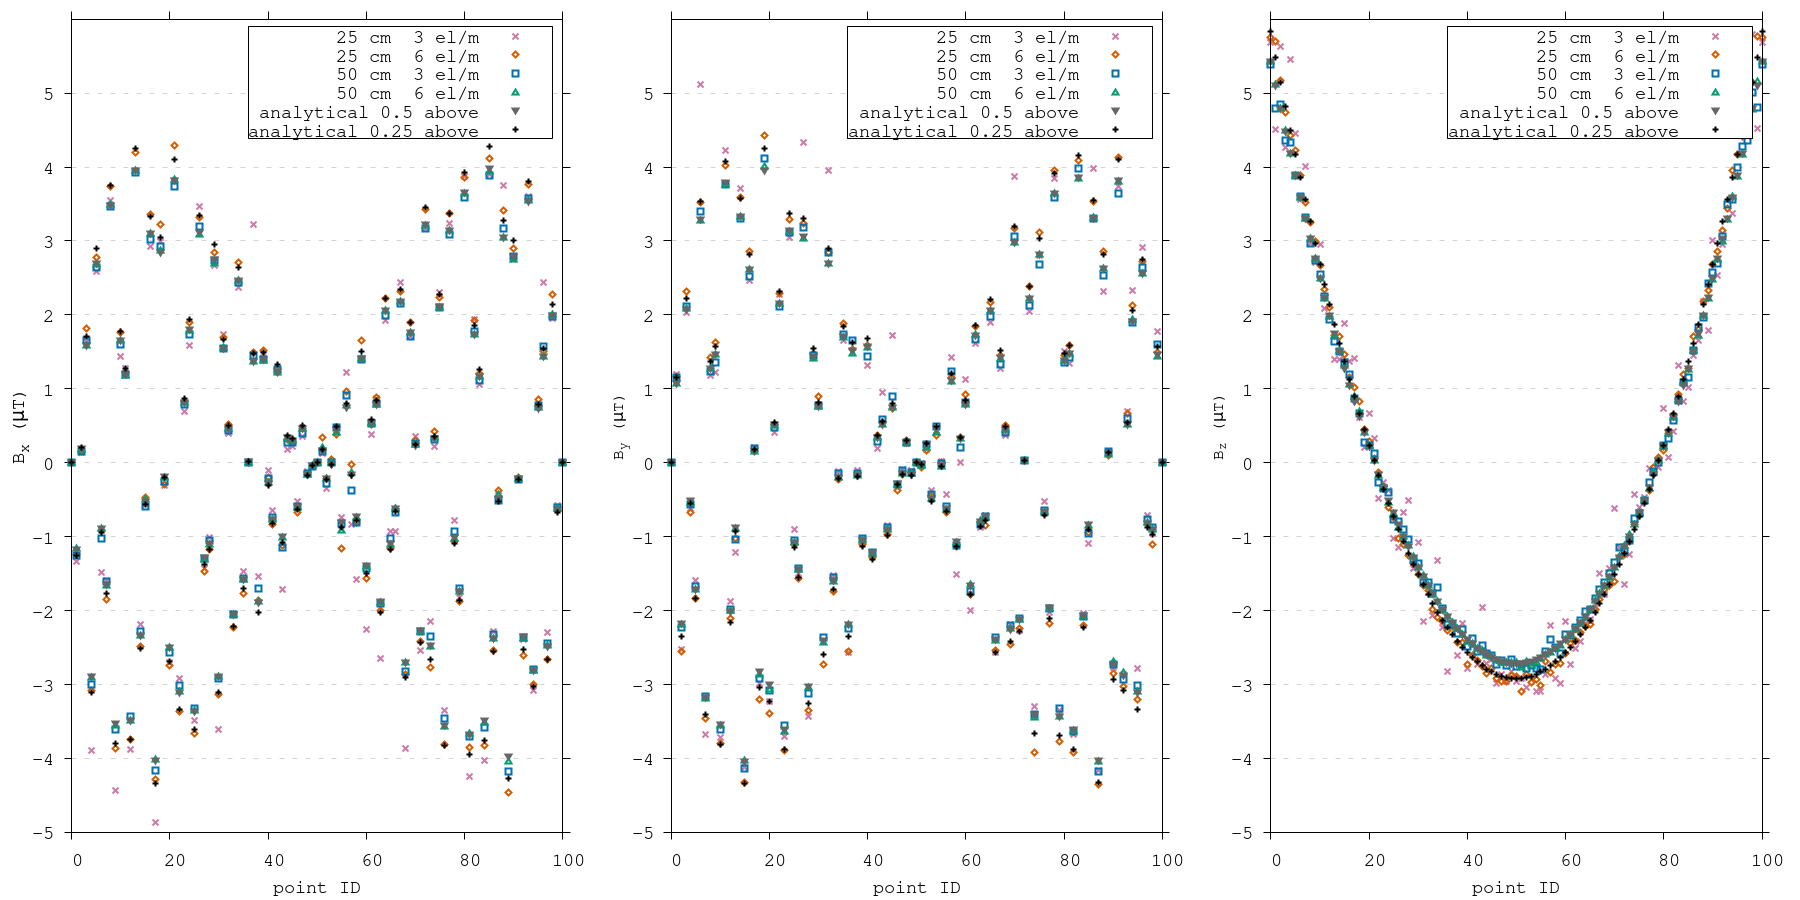 25 cm  3 el/m
25 cm  6 el/m
50 cm  3 el/m
50 cm  6 el/m
analytical 0.5 above
analytical 0.25 above
5
4
3
2
1
0
−1
−2
−3
−4
−5
Bx (μT)
0 20 40 60 80 100
point ID
25 cm  3 el/m
25 cm  6 el/m
50 cm  3 el/m
50 cm  6 el/m
analytical 0.5 above
analytical 0.25 above
5
4
3
2
1
0
−1
−2
−3
−4
−5
By (μT)
0 20 40 60 80 100
point ID
25 cm  3 el/m
25 cm  6 el/m
50 cm  3 el/m
50 cm  6 el/m
analytical 0.5 above
analytical 0.25 above
5
4
3
2
1
0
−1
−2
−3
−4
−5
Bz (μT)
0 20 40 60 80 100
point ID